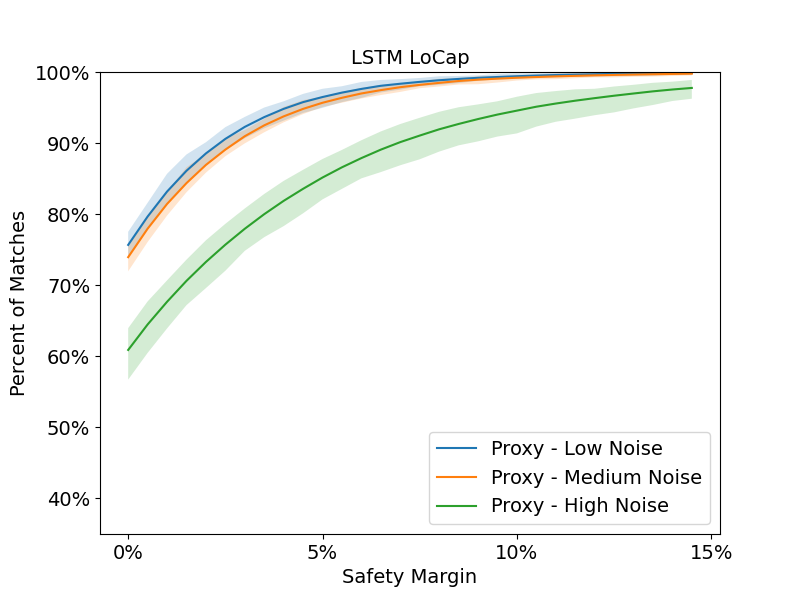 LSTM LoCap
100%
90%
80%
70%
60%
50%
40%
Percent of Matches
Proxy - Low Noise
Proxy - Medium Noise
Proxy - High Noise
0%
5%
10%
15%
Safety Margin